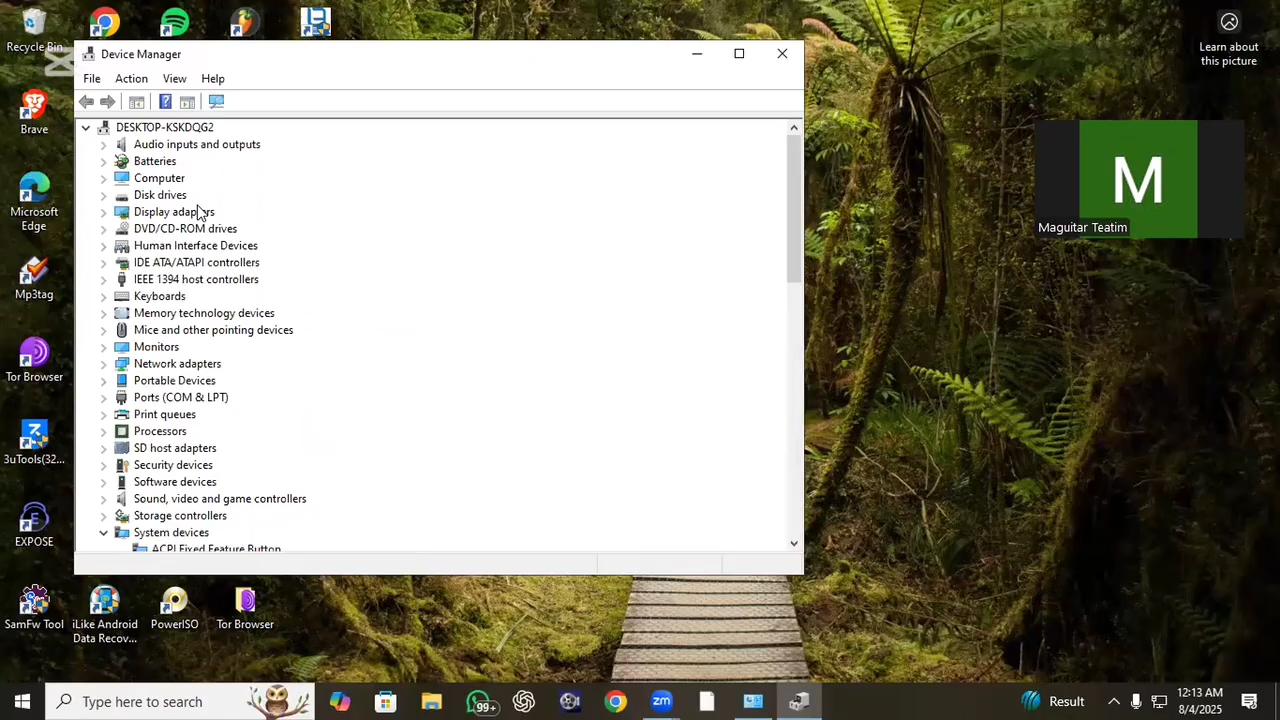 Recycle Bin
Learn about
this picture
Device Manager
File Action View Help
DESKTOP-KSKDQG2
Audio inputs and outputs
Batteries
Computer
Disk drives
Display adapters
DVD/CD-ROM drives
Human Interface Devices
IDE ATA/ATAPI controllers
IEEE 1394 host controllers
Keyboards
Memory technology devices
Mice and other pointing devices
Monitors
Network adapters
Portable Devices
Ports (COM & LPT)
Print queues
Processors
SD host adapters
Security devices
Software devices
Sound, video and game controllers
Storage controllers
System devices
ACPI Fixed Feature Button
Brave
Microsoft
Edge
Mp3tag
Tor Browser
3uTools(32...
EXPOSE
SamFw Tool
iLike Android
Data Recov...
PowerISO
Tor Browser
M
Maguitar Teatim
Type here to search
99+
zm
Result
12:13 AM
8/4/2025